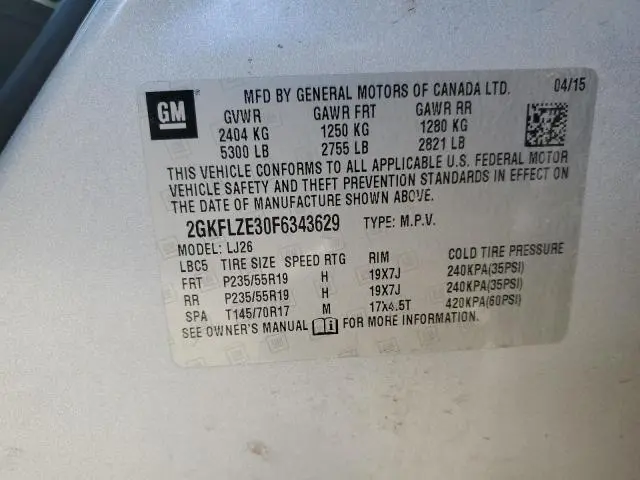 GM
MFD BY GENERAL MOTORS OF CANADA LTD. 04/15
GVWR GAWR FRT GAWR RR
2404 KG 1250 KG 1280 KG
5300 LB 2755 LB 2821 LB
THIS VEHICLE CONFORMS TO ALL APPLICABLE U.S. FEDERAL MOTOR
VEHICLE SAFETY AND THEFT PREVENTION STANDARDS IN EFFECT ON
THE DATE OF MANUFACTURE SHOWN ABOVE.
2GKFLZE30F6343629 TYPE: M.P.V.
MODEL: LJ26
LBC5 TIRE SIZE SPEED RTG RIM COLD TIRE PRESSURE
FRT P235/55R19 H 19X7J 240KPA(35PSI)
RR P235/55R19 H 19X7J 240KPA(35PSI)
SPA T145/70R17 M 17X4.5T 420KPA(60PSI)
SEE OWNER'S MANUAL FOR MORE INFORMATION.